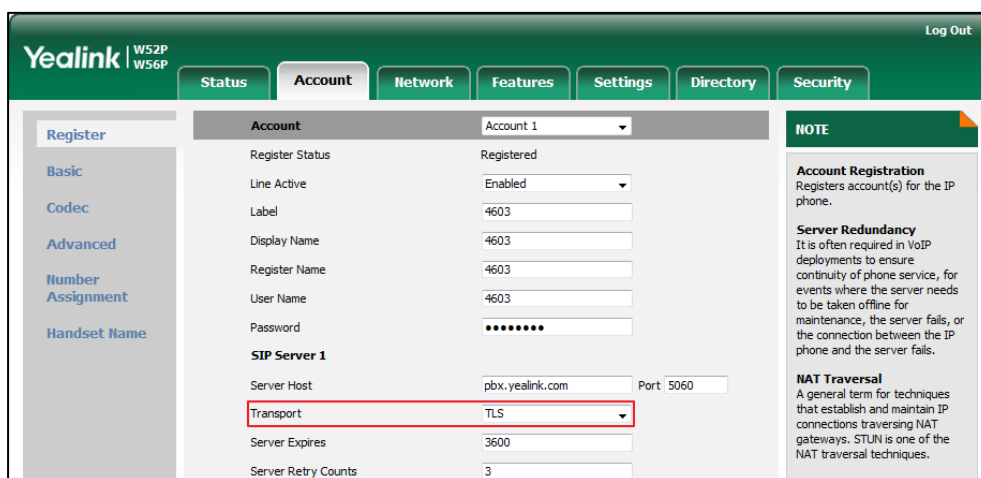 Log Out
Yealink | W52P
W56P
Status
Account
Network
Features
Settings
Directory
Security
Register
Basic
Codec
Advanced
Number
Assignment
Handset Name
Account
Account 1
Register Status
Registered
Line Active
Enabled
Label
4603
Display Name
4603
Register Name
4603
User Name
4603
Password
••••••••
SIP Server 1
Server Host
pbx.yealink.com
Port 5060
Transport
TLS
Server Expires
3600
Server Retry Counts
3
NOTE
Account Registration
Registers account(s) for the IP
phone.
Server Redundancy
It is often required in VoIP
deployments to ensure
continuity of phone service, for
events where the server needs
to be taken offline for
maintenance, the server fails, or
the connection between the IP
phone and the server fails.
NAT Traversal
A general term for techniques
that establish and maintain IP
connections traversing NAT
gateways. STUN is one of the
NAT traversal techniques.